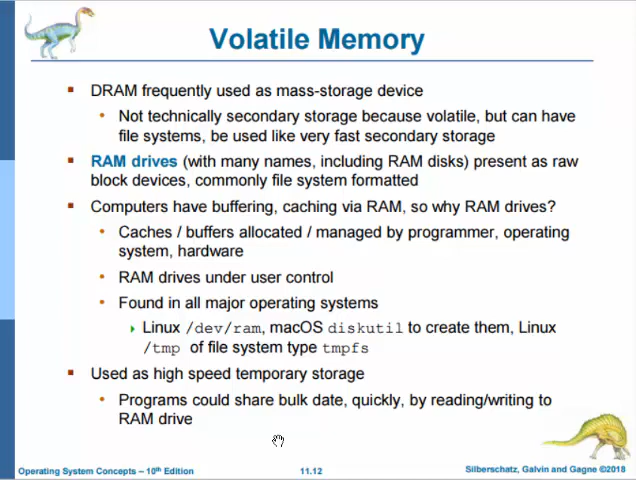 Volatile Memory
DRAM frequently used as mass-storage device
Not technically secondary storage because volatile, but can have
file systems, be used like very fast secondary storage
RAM drives (with many names, including RAM disks) present as raw
block devices, commonly file system formatted
Computers have buffering, caching via RAM, so why RAM drives?
Caches / buffers allocated / managed by programmer, operating
system, hardware
RAM drives under user control
Found in all major operating systems
Linux /dev/ram, macOS diskutil to create them, Linux
/tmp of file system type tmpfs
Used as high speed temporary storage
Programs could share bulk date, quickly, by reading/writing to
RAM drive
Operating System Concepts – 10th Edition
11.12
Silberschatz, Galvin and Gagne ©2018